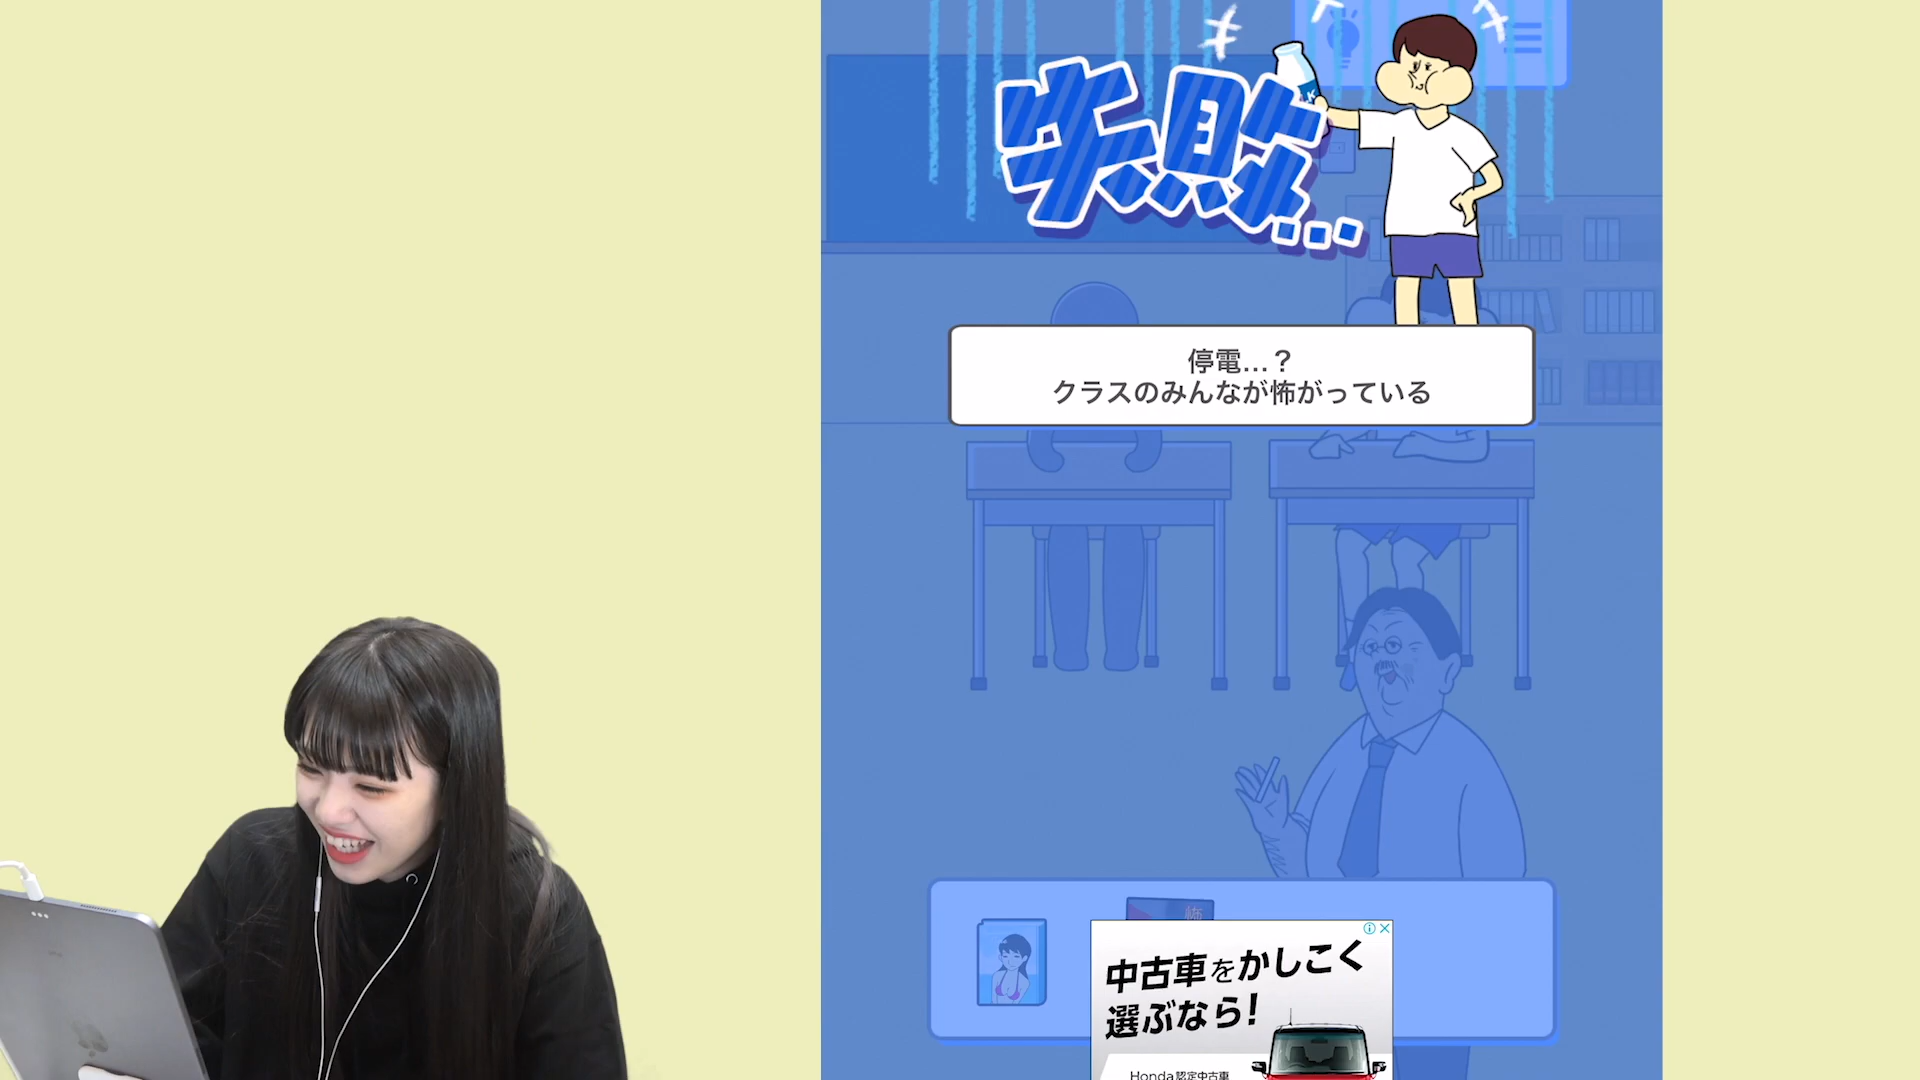 失敗...
停電...？
クラスのみんなが怖がっている
怖
中古車をかしこく
選ぶなら!
Honda認定中古車